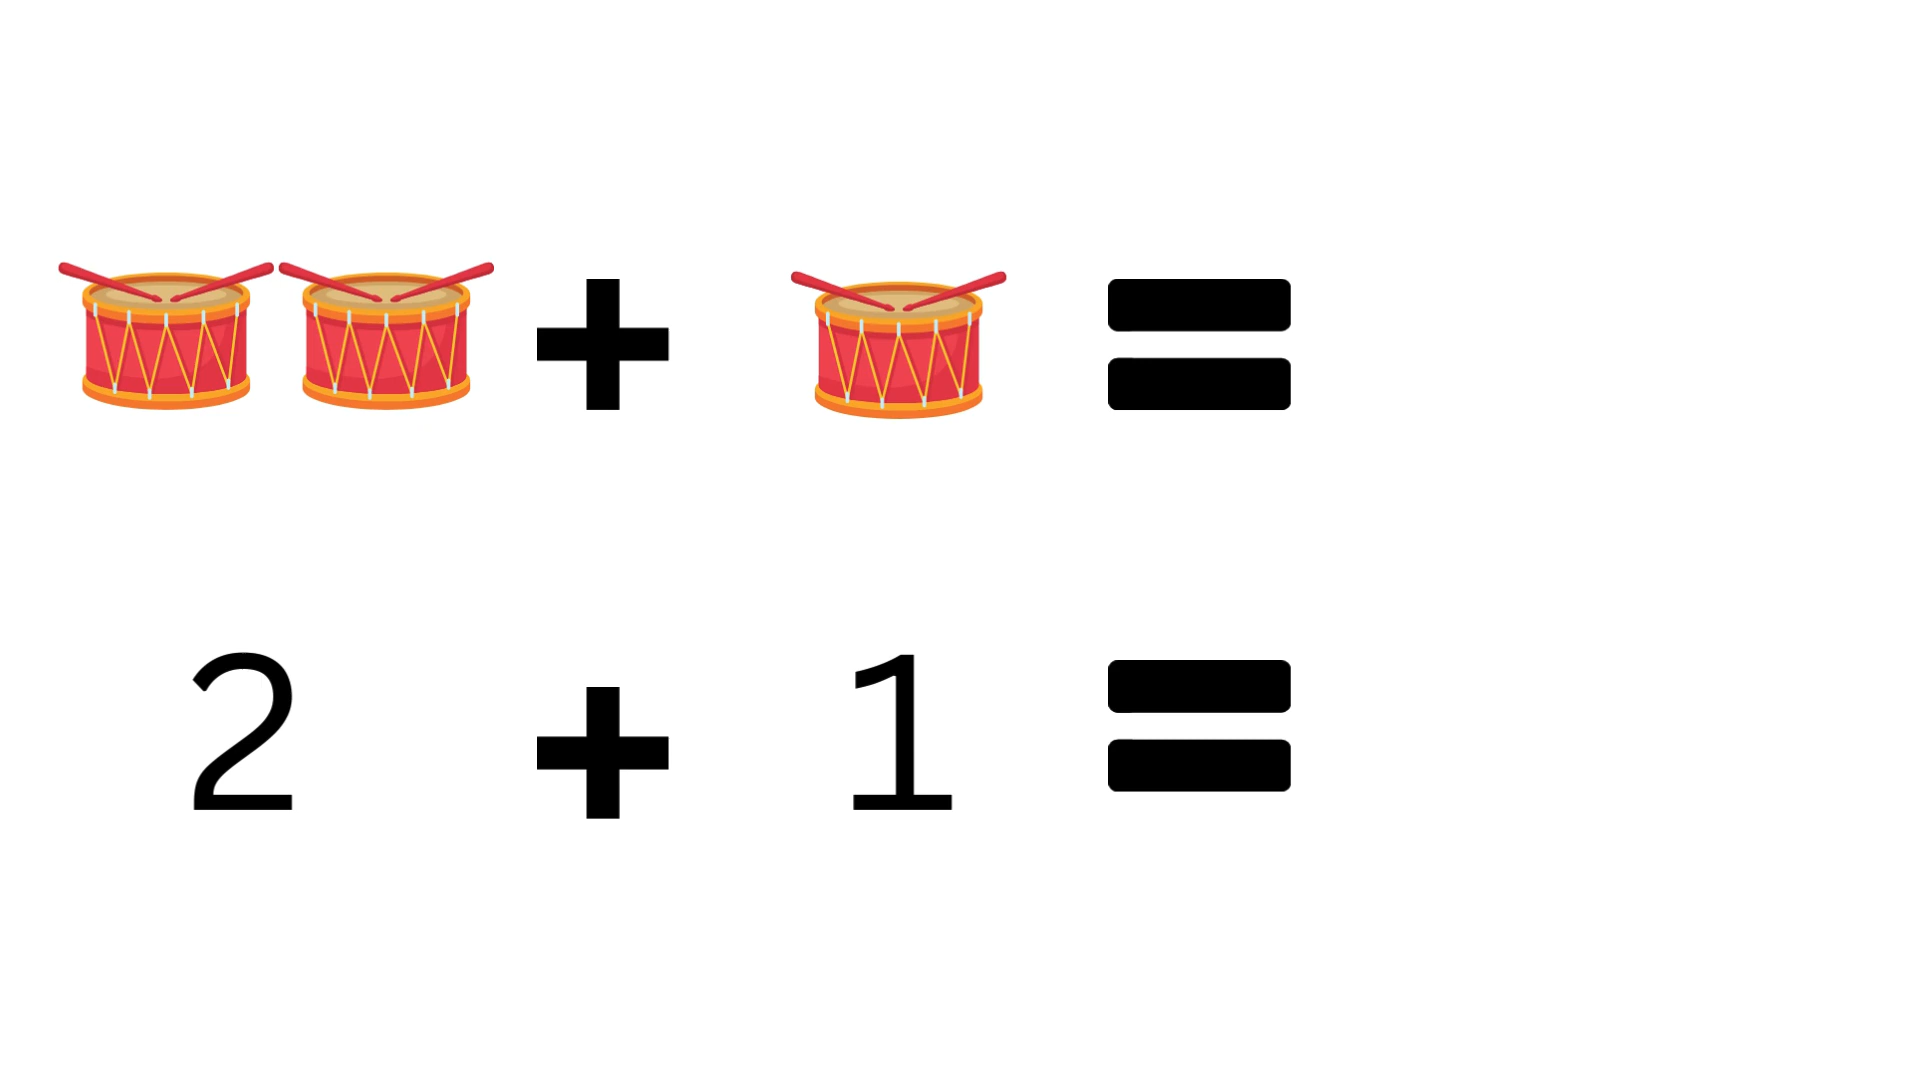 + =
2 + 1 =